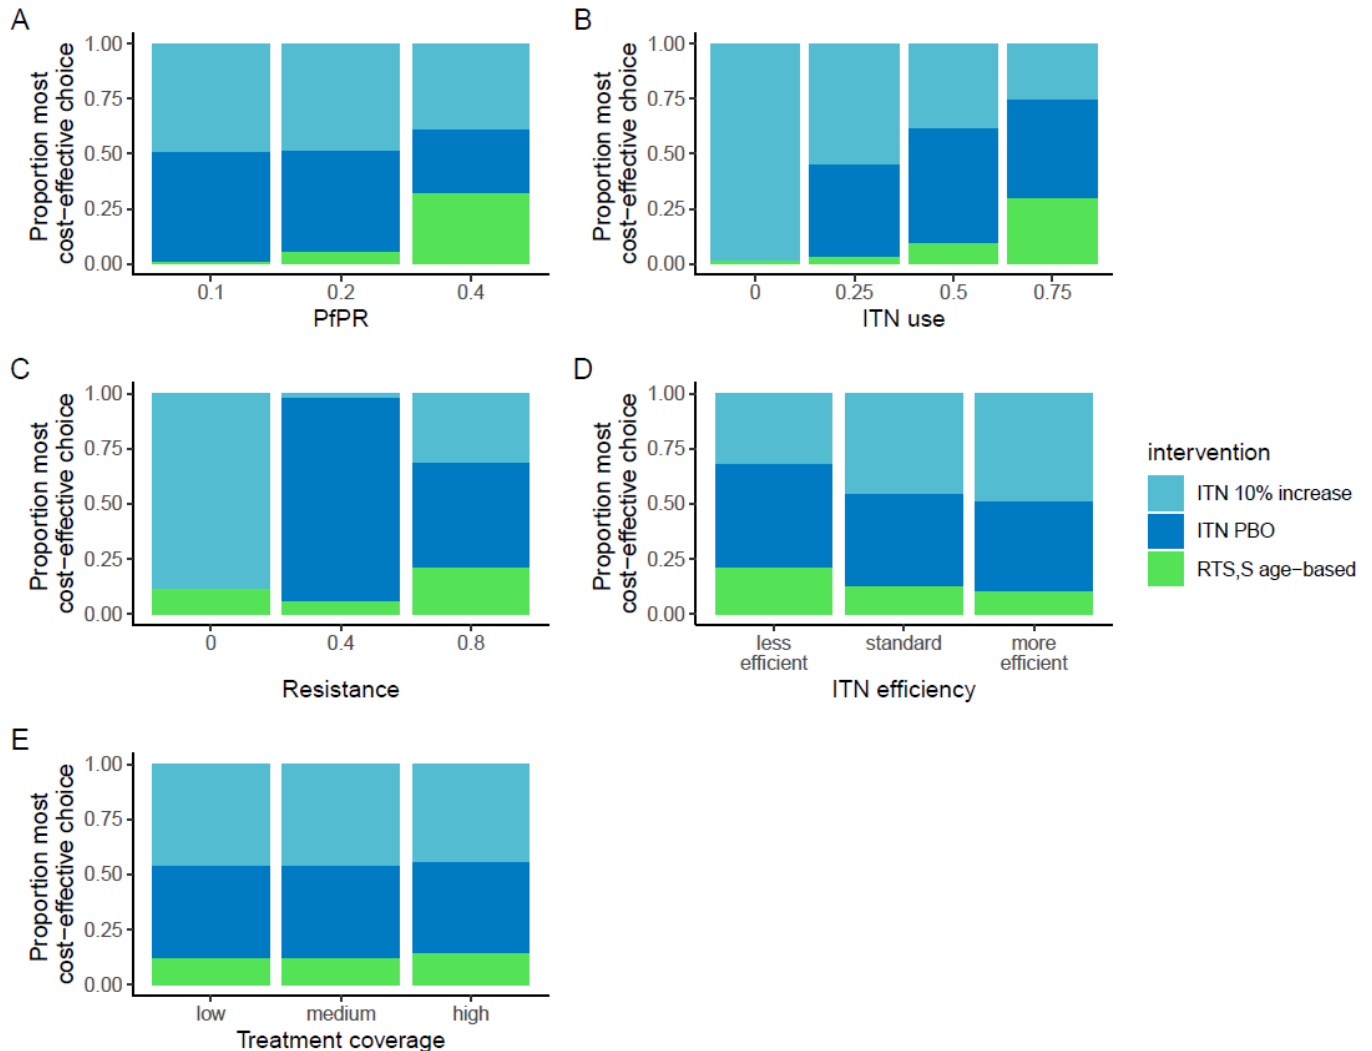 A
Proportion most
cost−effective choice
1.00
0.75
0.50
0.25
0.00
0.1
0.2
0.4
PfPR
B
Proportion most
cost−effective choice
1.00
0.75
0.50
0.25
0.00
0
0.25
0.5
0.75
ITN use
C
Proportion most
cost−effective choice
1.00
0.75
0.50
0.25
0.00
0
0.4
0.8
Resistance
D
Proportion most
cost−effective choice
1.00
0.75
0.50
0.25
0.00
less
efficient
standard
more
efficient
ITN efficiency
intervention
ITN 10% increase
ITN PBO
RTS,S age−based
E
Proportion most
cost−effective choice
1.00
0.75
0.50
0.25
0.00
low
medium
high
Treatment coverage